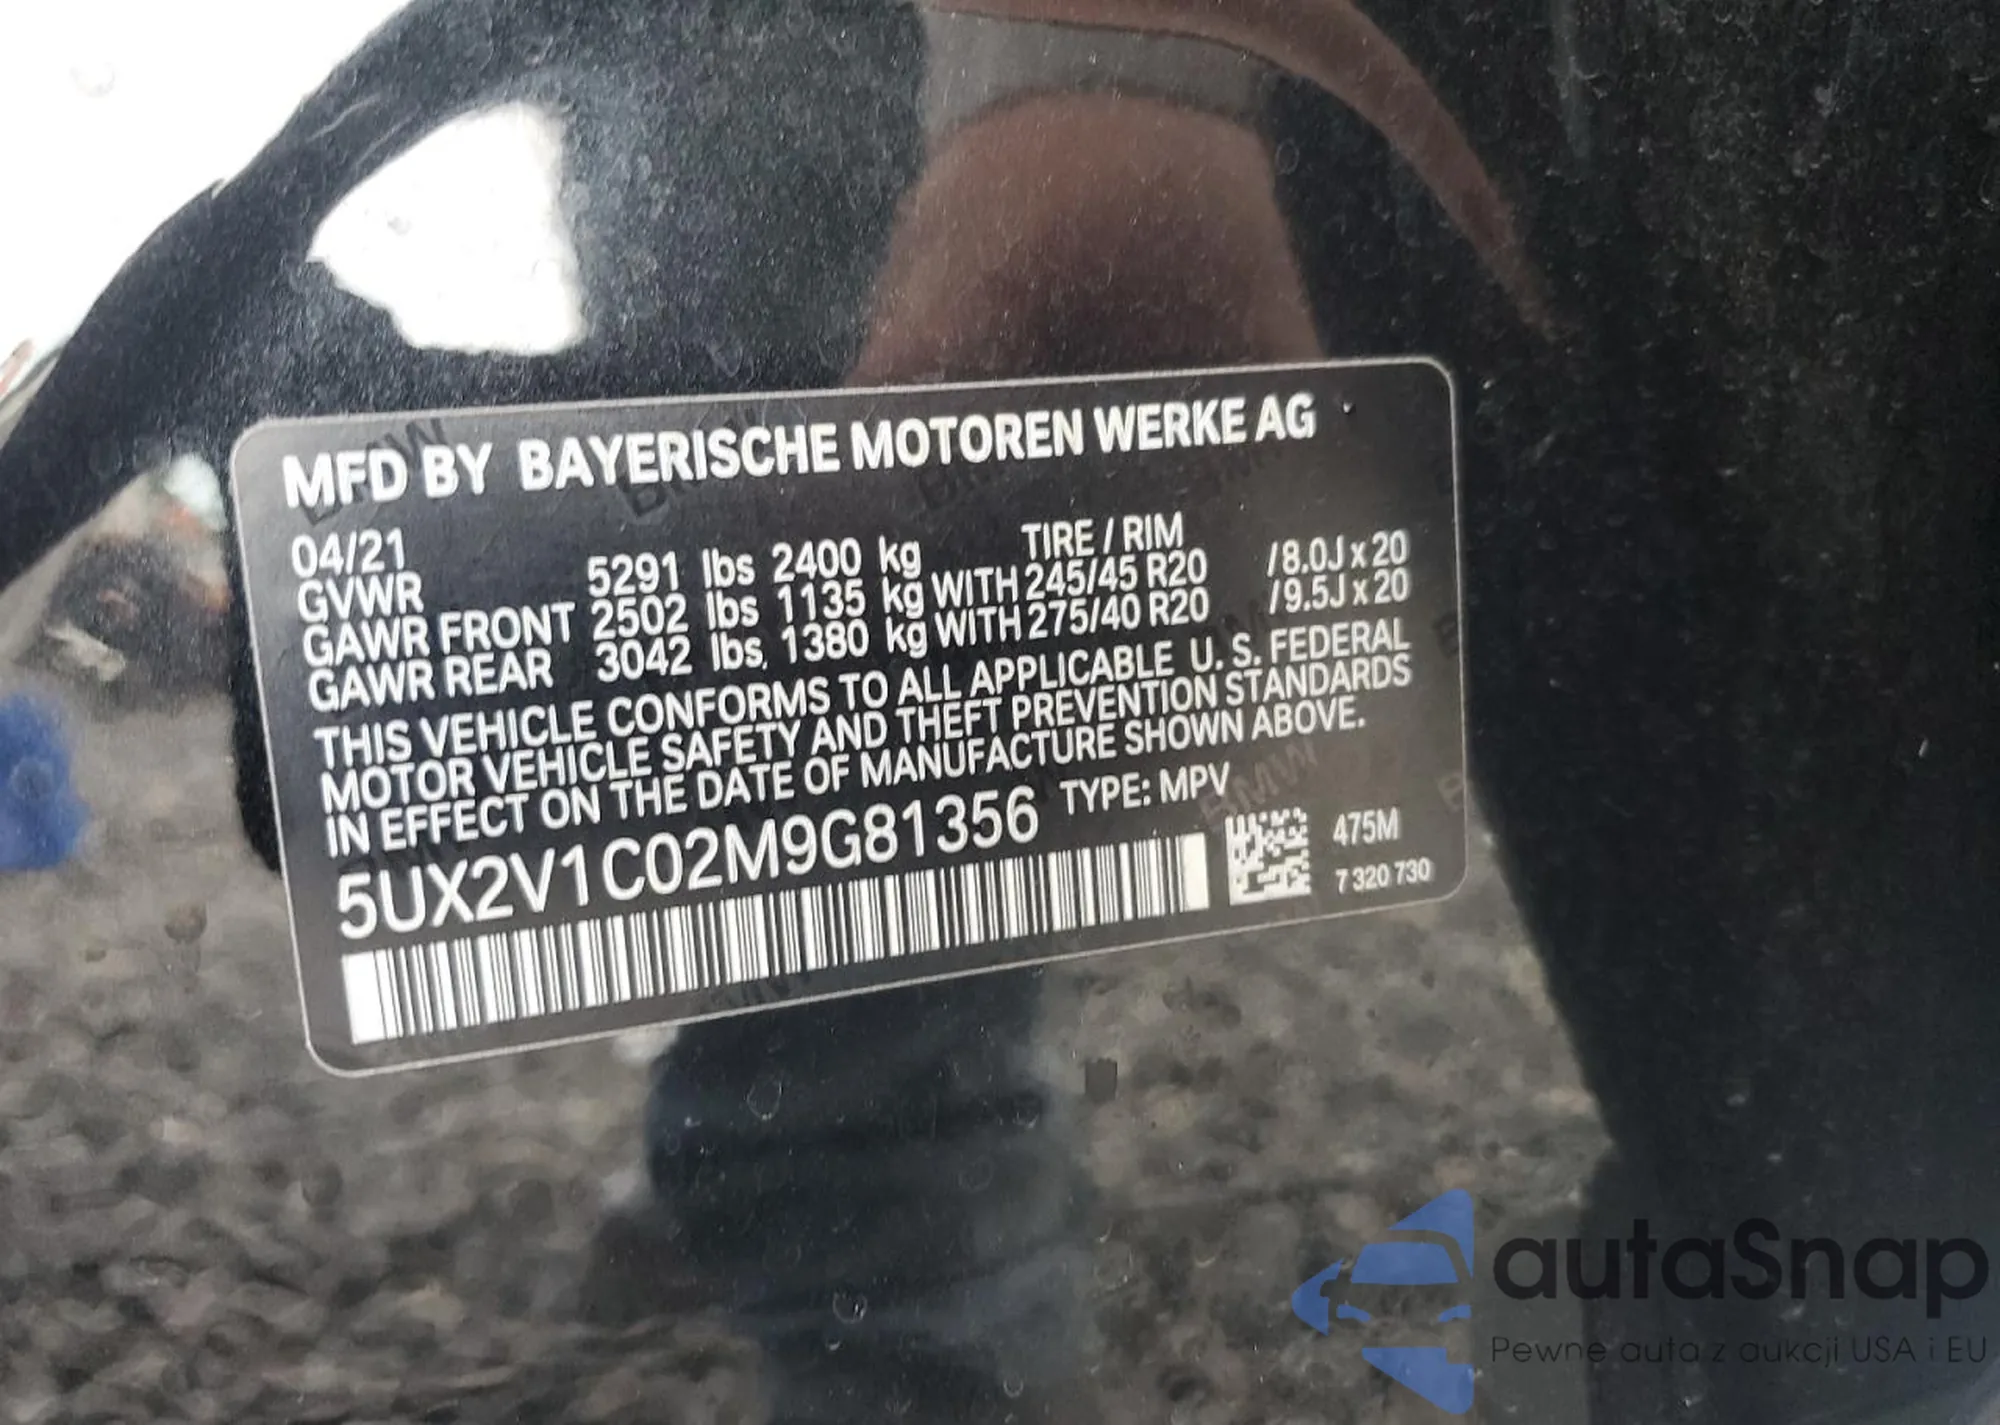 MFD BY BAYERISCHE MOTOREN WERKE AG
04/21 TIRE / RIM
GVWR 5291 lbs 2400 kg
GAWR FRONT 2502 lbs 1135 kg WITH 245/45 R20 /8.0J x 20
GAWR REAR 3042 lbs. 1380 kg WITH 275/40 R20 /9.5J x 20
THIS VEHICLE CONFORMS TO ALL APPLICABLE U. S. FEDERAL
MOTOR VEHICLE SAFETY AND THEFT PREVENTION STANDARDS
IN EFFECT ON THE DATE OF MANUFACTURE SHOWN ABOVE.
5UX2V1C02M9G81356 TYPE: MPV
475M
7 320 730
autaSnap
Pewne auta z aukcji USA i EU